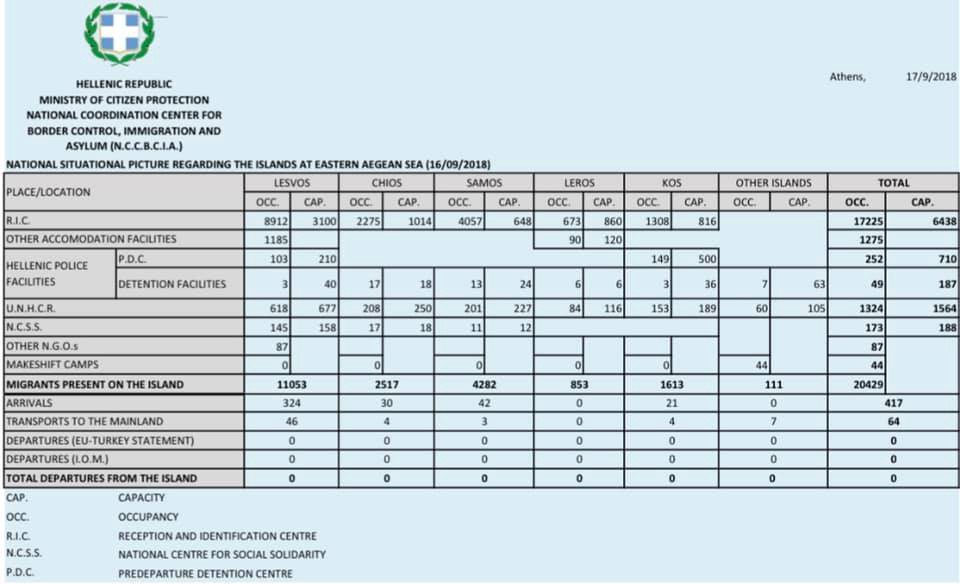 Athens, 17/9/2018
HELLENIC REPUBLIC
MINISTRY OF CITIZEN PROTECTION
NATIONAL COORDINATION CENTER FOR
BORDER CONTROL, IMMIGRATION AND
ASYLUM (N.C.C.B.C.I.A.)
NATIONAL SITUATIONAL PICTURE REGARDING THE ISLANDS AT EASTERN AEGEAN SEA (16/09/2018)
PLACE/LOCATION LESVOS CHIOS SAMOS LEROS KOS OTHER ISLANDS TOTAL
OCC. CAP. OCC. CAP. OCC. CAP. OCC. CAP. OCC. CAP. OCC. CAP. OCC. CAP.
R.I.C. 8912 3100 2275 1014 4057 648 673 860 1308 816 17225 6438
OTHER ACCOMODATION FACILITIES 1185 90 120 1275
HELLENIC POLICE FACILITIES P.D.C. 103 210 149 500 252 710
DETENTION FACILITIES 3 40 17 18 13 24 6 6 3 36 7 63 49 187
U.N.H.C.R. 618 677 208 250 201 227 84 116 153 189 60 105 1324 1564
N.C.S.S. 145 158 17 18 11 12 173 188
OTHER N.G.O.s 87 87
MAKESHIFT CAMPS 0 0 0 0 0 44 44
MIGRANTS PRESENT ON THE ISLAND 11053 2517 4282 853 1613 111 20429
ARRIVALS 324 30 42 0 21 0 417
TRANSPORTS TO THE MAINLAND 46 4 3 0 4 7 64
DEPARTURES (EU-TURKEY STATEMENT) 0 0 0 0 0 0 0
DEPARTURES (I.O.M.) 0 0 0 0 0 0 0
TOTAL DEPARTURES FROM THE ISLAND 0 0 0 0 0 0 0
CAP. CAPACITY
OCC. OCCUPANCY
R.I.C. RECEPTION AND IDENTIFICATION CENTRE
N.C.S.S. NATIONAL CENTRE FOR SOCIAL SOLIDARITY
P.D.C. PREDEPARTURE DETENTION CENTRE